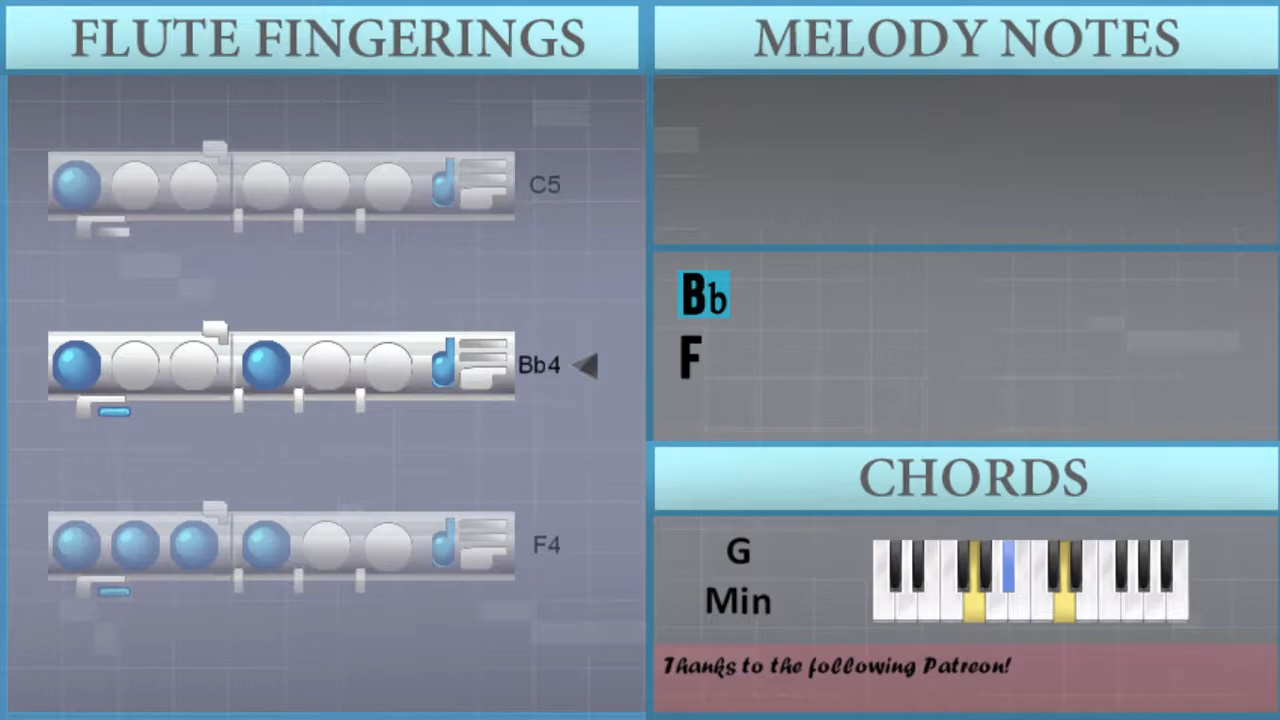 FLUTE FINGERINGS
C5
Bb4
F4
MELODY NOTES
Bb
F
CHORDS
G
Min
Thanks to the following Patreon!